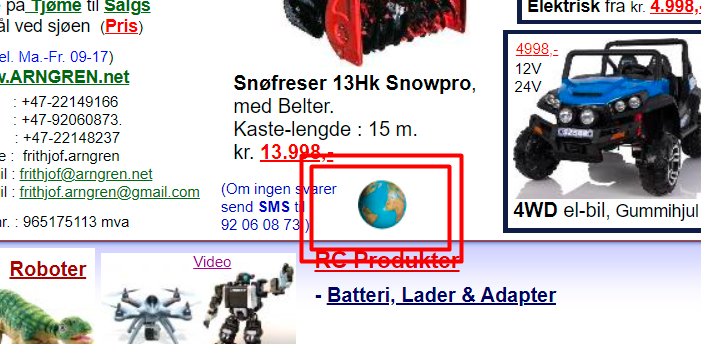 på Tjøme til Salgs
ål ved sjøen (Pris)
el. Ma.-Fr. 09-17)
w.ARNGREN.net
: +47-22149166
: +47-92060873.
: +47-22148237
e : frithjof.arngren
il : frithjof@arngren.net
il : frithjof.arngren@gmail.com
nr. : 965175113 mva
Snøfreser 13Hk Snowpro,
med Belter.
Kaste-lengde : 15 m.
kr. 13.998,-
(Om ingen svarer
send SMS til
92 06 08 73 )
Elektrisk fra kr. 4.998,-
4998,-
12V
24V
4WD el-bil, Gummihjul
Roboter
Video
RC Produkter
- Batteri, Lader & Adapter